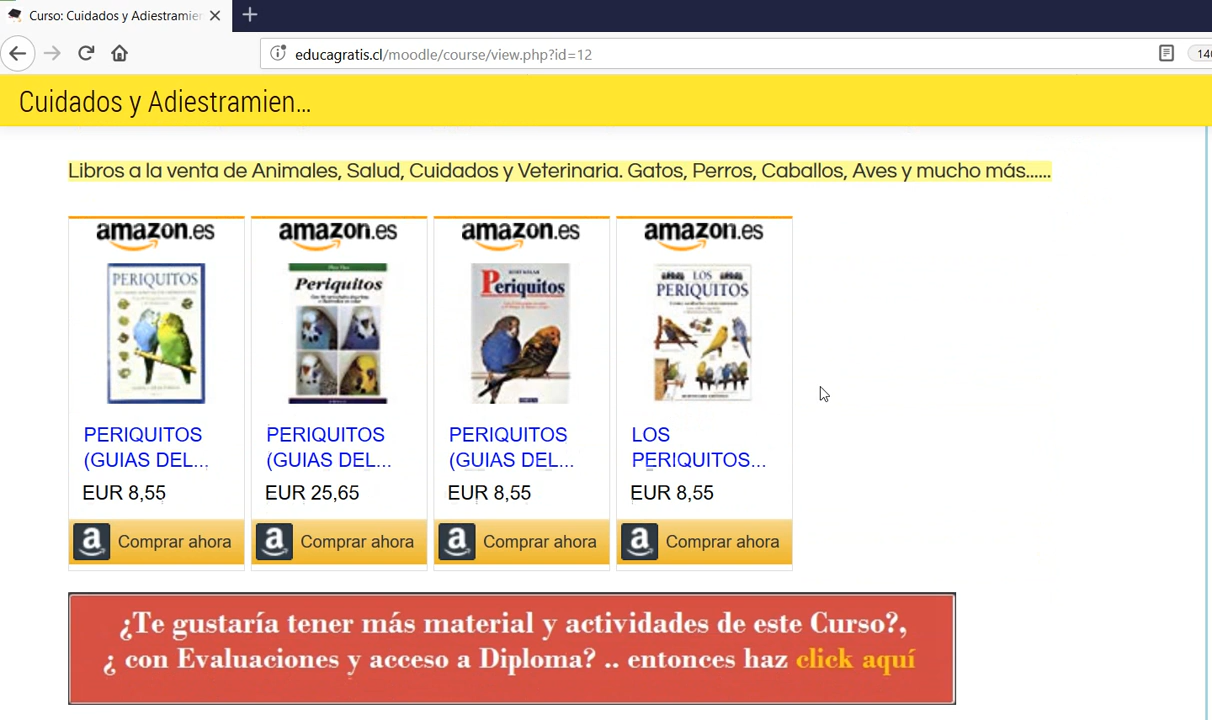 Curso: Cuidados y Adiestramier
educagratis.cl/moodle/course/view.php?id=12
140
Cuidados y Adiestramien...
Libros a la venta de Animales, Salud, Cuidados y Veterinaria. Gatos, Perros, Caballos, Aves y mucho más......
amazon.es amazon.es amazon.es amazon.es
PERIQUITOS
Periquitos
Periquitos
LOS
PERIQUITOS
PERIQUITOS
(GUIAS DEL...
EUR 8,55
Comprar ahora
PERIQUITOS
(GUIAS DEL...
EUR 25,65
Comprar ahora
PERIQUITOS
(GUIAS DEL...
EUR 8,55
Comprar ahora
LOS
PERIQUITOS...
EUR 8,55
Comprar ahora
¿Te gustaría tener más material y actividades de este Curso?,
¿ con Evaluaciones y acceso a Diploma? .. entonces haz click aquí